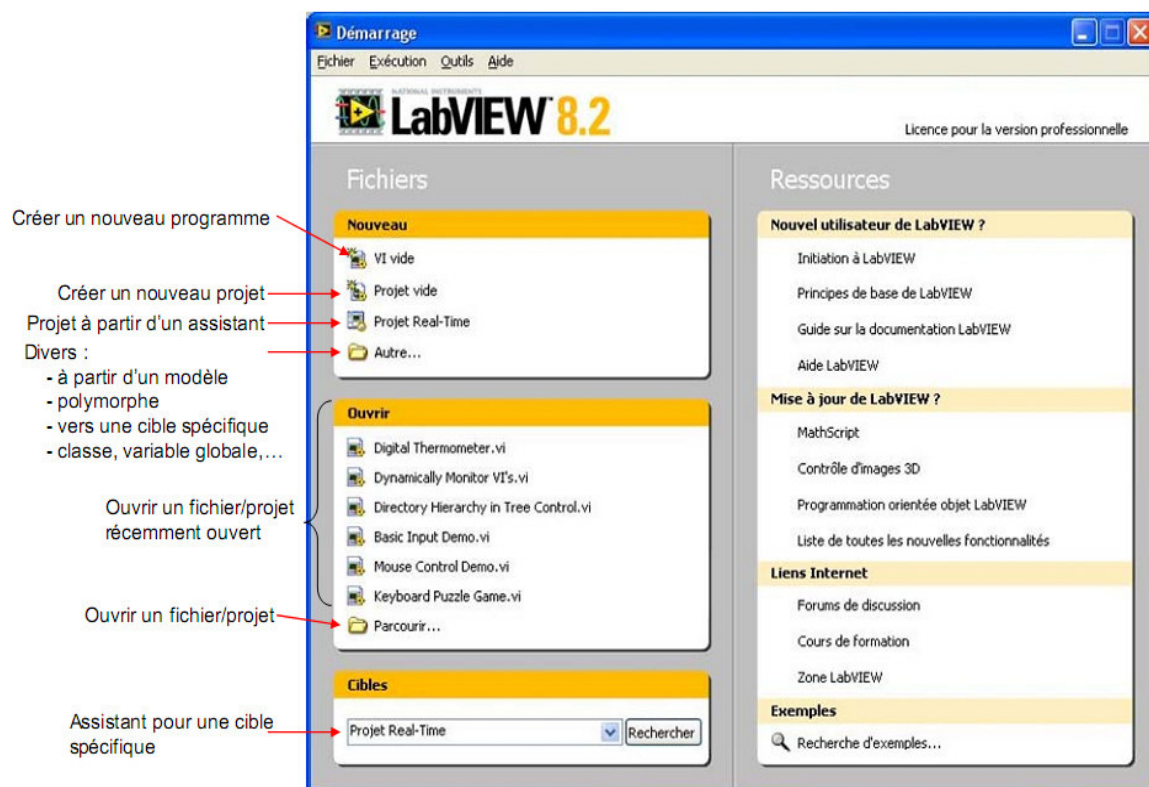 Démarrage
Fichier Exécution Outils Aide
NATIONAL INSTRUMENTS
LabVIEW™ 8.2
Licence pour la version professionnelle
Fichiers
Créer un nouveau programme
Nouveau
VI vide
Créer un nouveau projet
Projet vide
Projet à partir d'un assistant
Projet Real-Time
Divers :
Autre...
- à partir d'un modèle
- polymorphe
- vers une cible spécifique
- classe, variable globale,…
Ouvrir
Digital Thermometer.vi
Dynamically Monitor VI's.vi
Directory Hierarchy in Tree Control.vi
Basic Input Demo.vi
Mouse Control Demo.vi
Keyboard Puzzle Game.vi
Ouvrir un fichier/projet
récemment ouvert
Ouvrir un fichier/projet
Parcourir...
Cibles
Assistant pour une cible
spécifique
Projet Real-Time
Rechercher
Ressources
Nouvel utilisateur de LabVIEW ?
Initiation à LabVIEW
Principes de base de LabVIEW
Guide sur la documentation LabVIEW
Aide LabVIEW
Mise à jour de LabVIEW ?
MathScript
Contrôle d'images 3D
Programmation orientée objet LabVIEW
Liste de toutes les nouvelles fonctionnalités
Liens Internet
Forums de discussion
Cours de formation
Zone LabVIEW
Exemples
Recherche d'exemples...